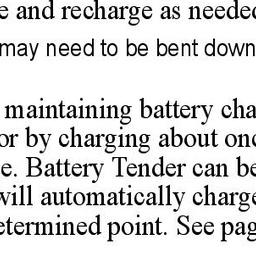 e and recharge as needed
may need to be bent down
maintaining battery cha
or by charging about onc
e. Battery Tender can be
will automatically charge
etermined point. See pag